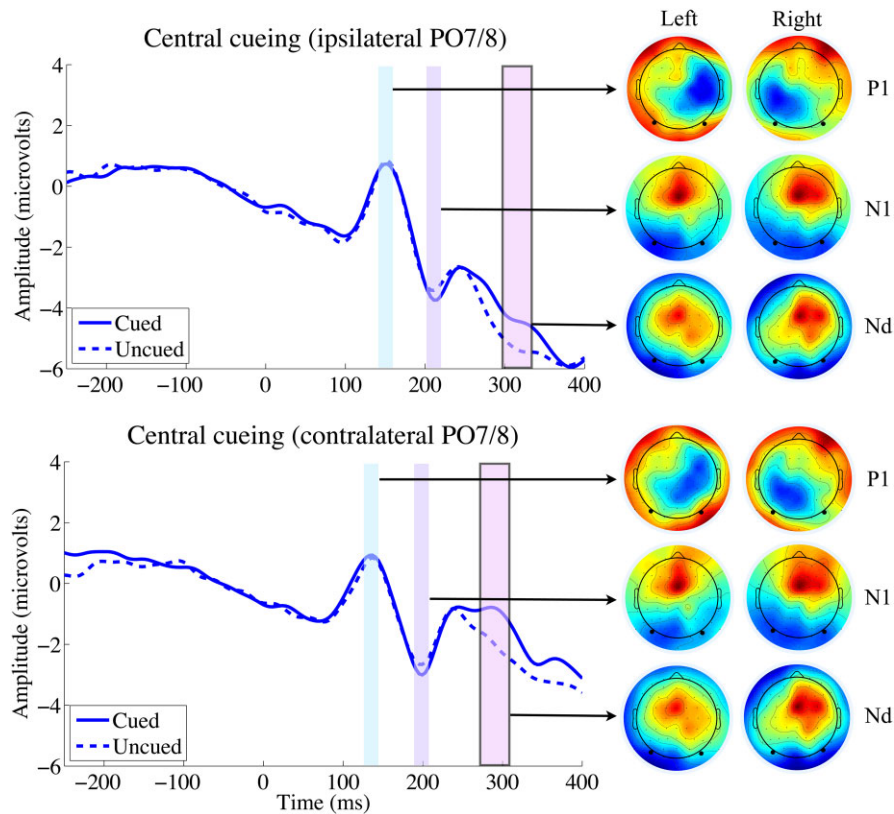 Left Right
Central cueing (ipsilateral PO7/8)
4
2
0
−2
−4
−6
Amplitude (microvolts)
Cued
Uncued
−200 −100 0 100 200 300 400
P1
N1
Nd
Central cueing (contralateral PO7/8)
4
2
0
−2
−4
−6
Amplitude (microvolts)
Cued
Uncued
−200 −100 0 100 200 300 400
Time (ms)
P1
N1
Nd